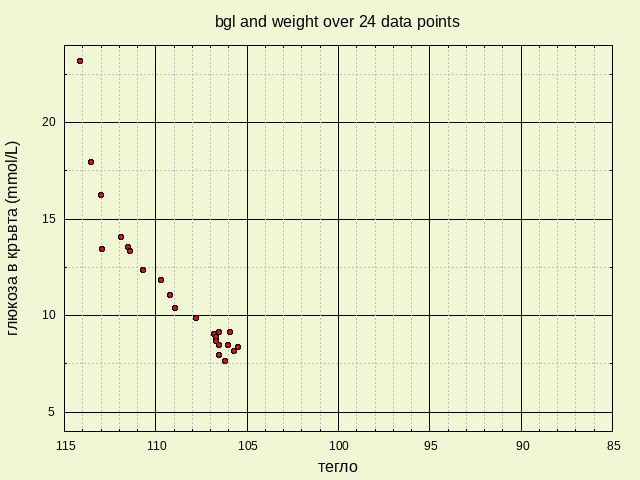 bgl and weight over 24 data points
глюкоза в кръвта (mmol/L)
20
15
10
5
115 110 105 100 95 90 85
тегло